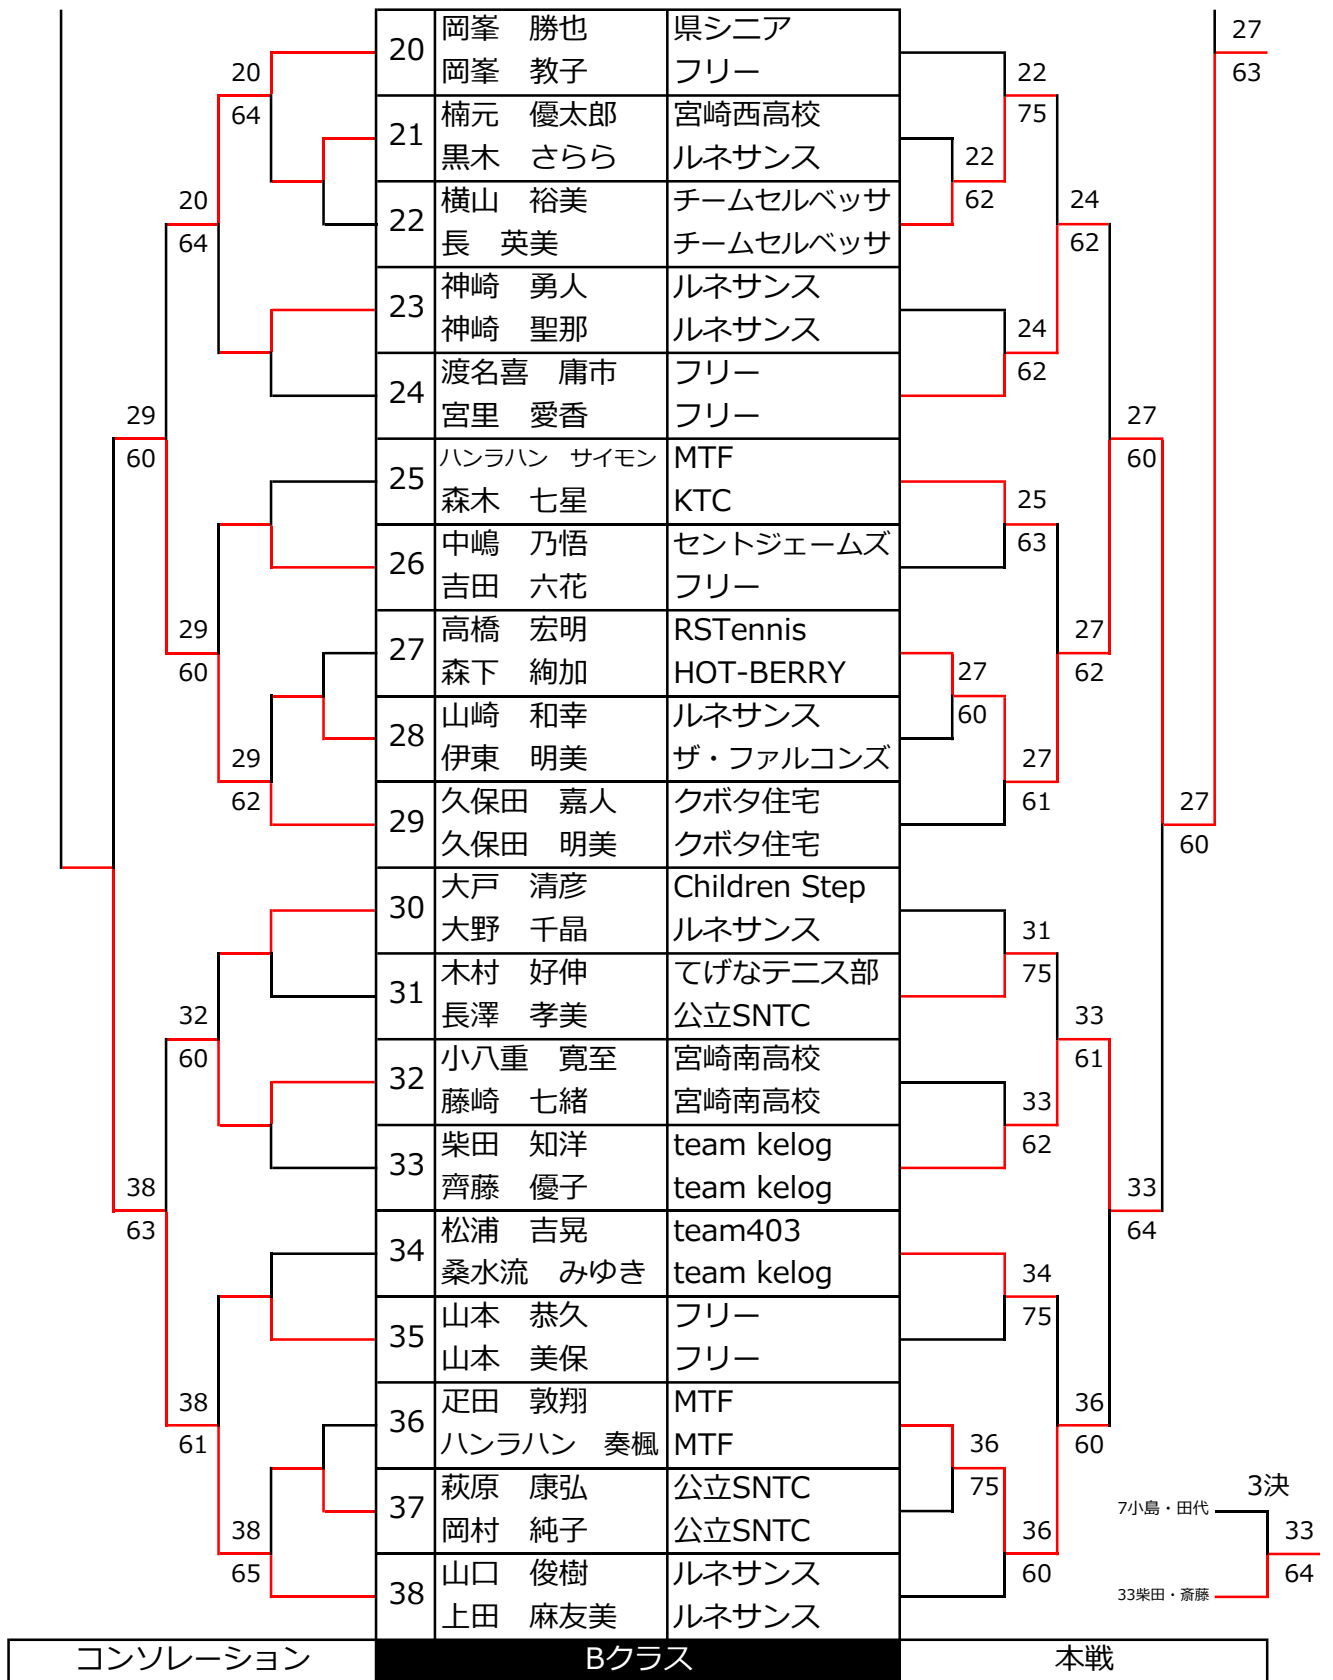 20 岡峯 勝也 県シニア
岡峯 教子 フリー
21 楠元 優太郎 宮崎西高校
黒木 さらら ルネサンス
22 横山 裕美 チームセルベッサ
長 英美 チームセルベッサ
23 神崎 勇人 ルネサンス
神崎 聖那 ルネサンス
24 渡名喜 庸市 フリー
宮里 愛香 フリー
25 ハンラハン サイモン MTF
森木 七星 KTC
26 中嶋 乃悟 セントジェームズ
吉田 六花 フリー
27 高橋 宏明 RSTennis
森下 絢加 HOT-BERRY
28 山崎 和幸 ルネサンス
伊東 明美 ザ・ファルコンズ
29 久保田 嘉人 クボタ住宅
久保田 明美 クボタ住宅
30 大戸 清彦 Children Step
大野 千晶 ルネサンス
31 木村 好伸 てげなテニス部
長澤 孝美 公立SNTC
32 小八重 寛至 宮崎南高校
藤崎 七緒 宮崎南高校
33 柴田 知洋 team kelog
齊藤 優子 team kelog
34 松浦 吉晃 team403
桑水流 みゆき team kelog
35 山本 恭久 フリー
山本 美保 フリー
36 疋田 敦翔 MTF
ハンラハン 奏楓 MTF
37 萩原 康弘 公立SNTC
岡村 純子 公立SNTC
38 山口 俊樹 ルネサンス
上田 麻友美 ルネサンス
20
64
20
64
29
60
29
60
29
62
32
60
38
63
38
61
38
65
22
75
22
62
24
62
24
62
27
60
25
63
27
62
27
60
27
61
27
60
31
75
33
61
33
62
33
64
34
75
36
60
36
75
36
60
27
63
3決
7小島・田代
33
64
33柴田・斎藤
コンソレーション Bクラス 本戦